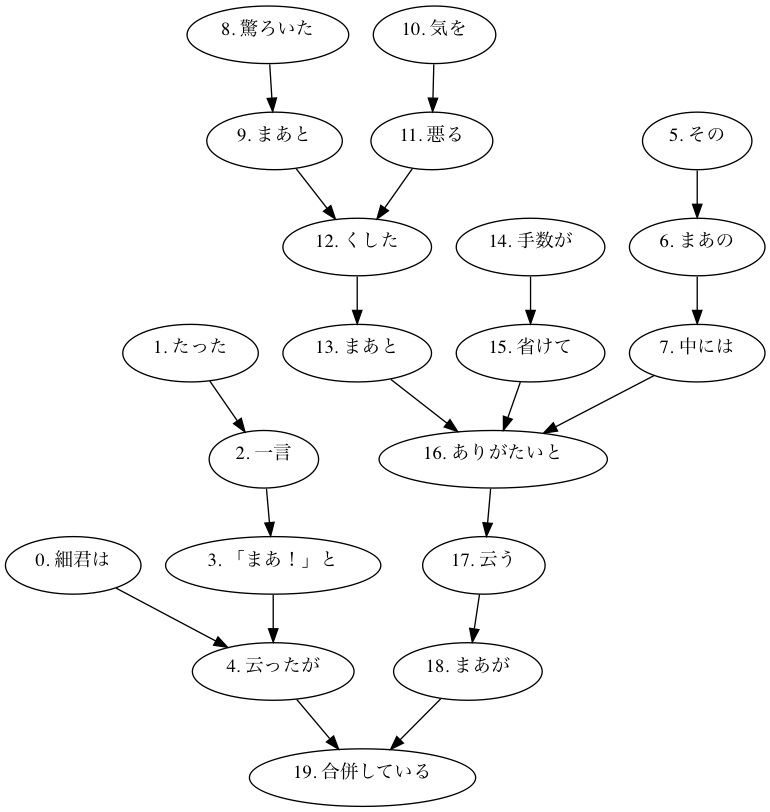 8. 驚ろいた
10. 気を
9. まあと
11. 悪る
5. その
12. くした
14. 手数が
6. まあの
1. たった
13. まあと
15. 省けて
7. 中には
2. 一言
16. ありがたいと
0. 細君は
3. 「まあ！」と
17. 云う
4. 云ったが
18. まあが
19. 合併している